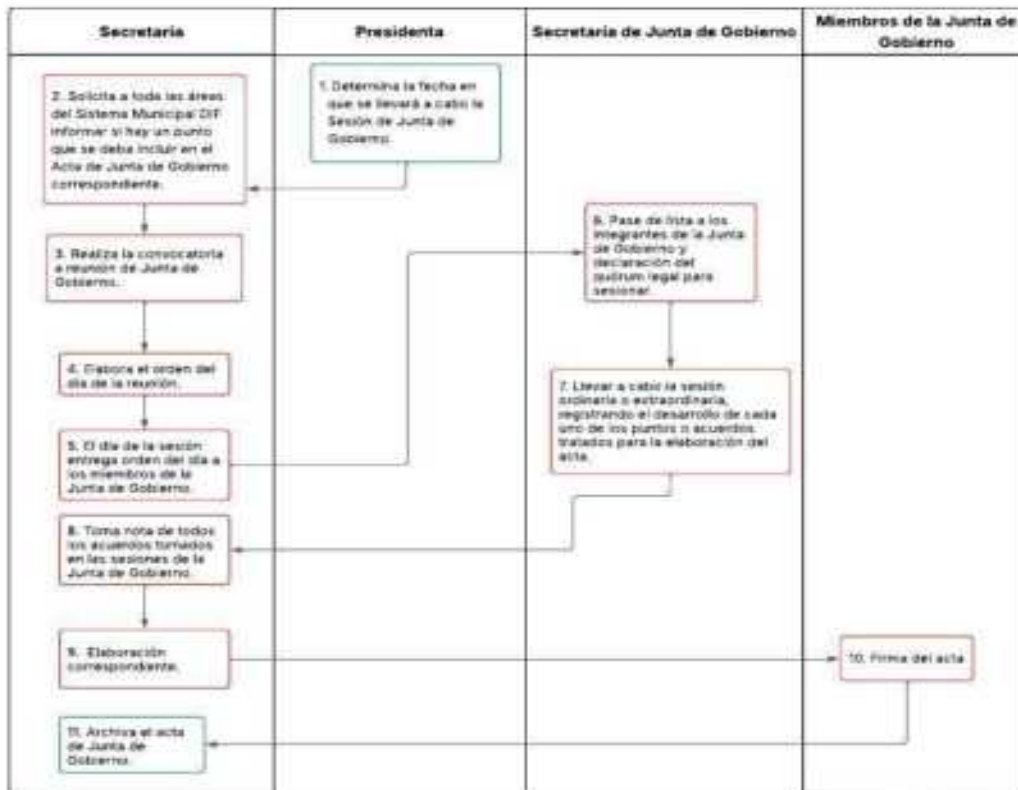 Secretaria
Presidenta
Secretaria de Junta de Gobierno
Miembros de la Junta de
Gobierno
1. Determina la fecha en
que se llevará a cabo la
Sesión de Junta de
Gobierno.
2. Solicita a toda las áreas
del Sistema Municipal DIF
informar si hay un punto
que se deba incluir en el
Acta de Junta de Gobierno
correspondiente.
3. Realiza la convocatoria
a reunión de Junta de
Gobierno.
4. Elabora el orden del
día de la reunión.
5. El día de la sesión
entrega orden del día a
los miembros de la
Junta de Gobierno.
6. Pase de lista a los
integrantes de la Junta
de Gobierno y
declaración del
quórum legal para
sesionar.
7. Llevar a cabir la sesión
ordinaria o extraordinaria,
registrando el desarrollo de cada
uno de los puntos o acuerdos
tratados para la elaboración del
acta.
8. Toma nota de todos
los acuerdos tomados
en las sesiones de la
Junta de Gobierno.
9. Elaboración
correspondiente.
10. Firma del acta
11. Archiva el acta
de Junta de
Gobierno.